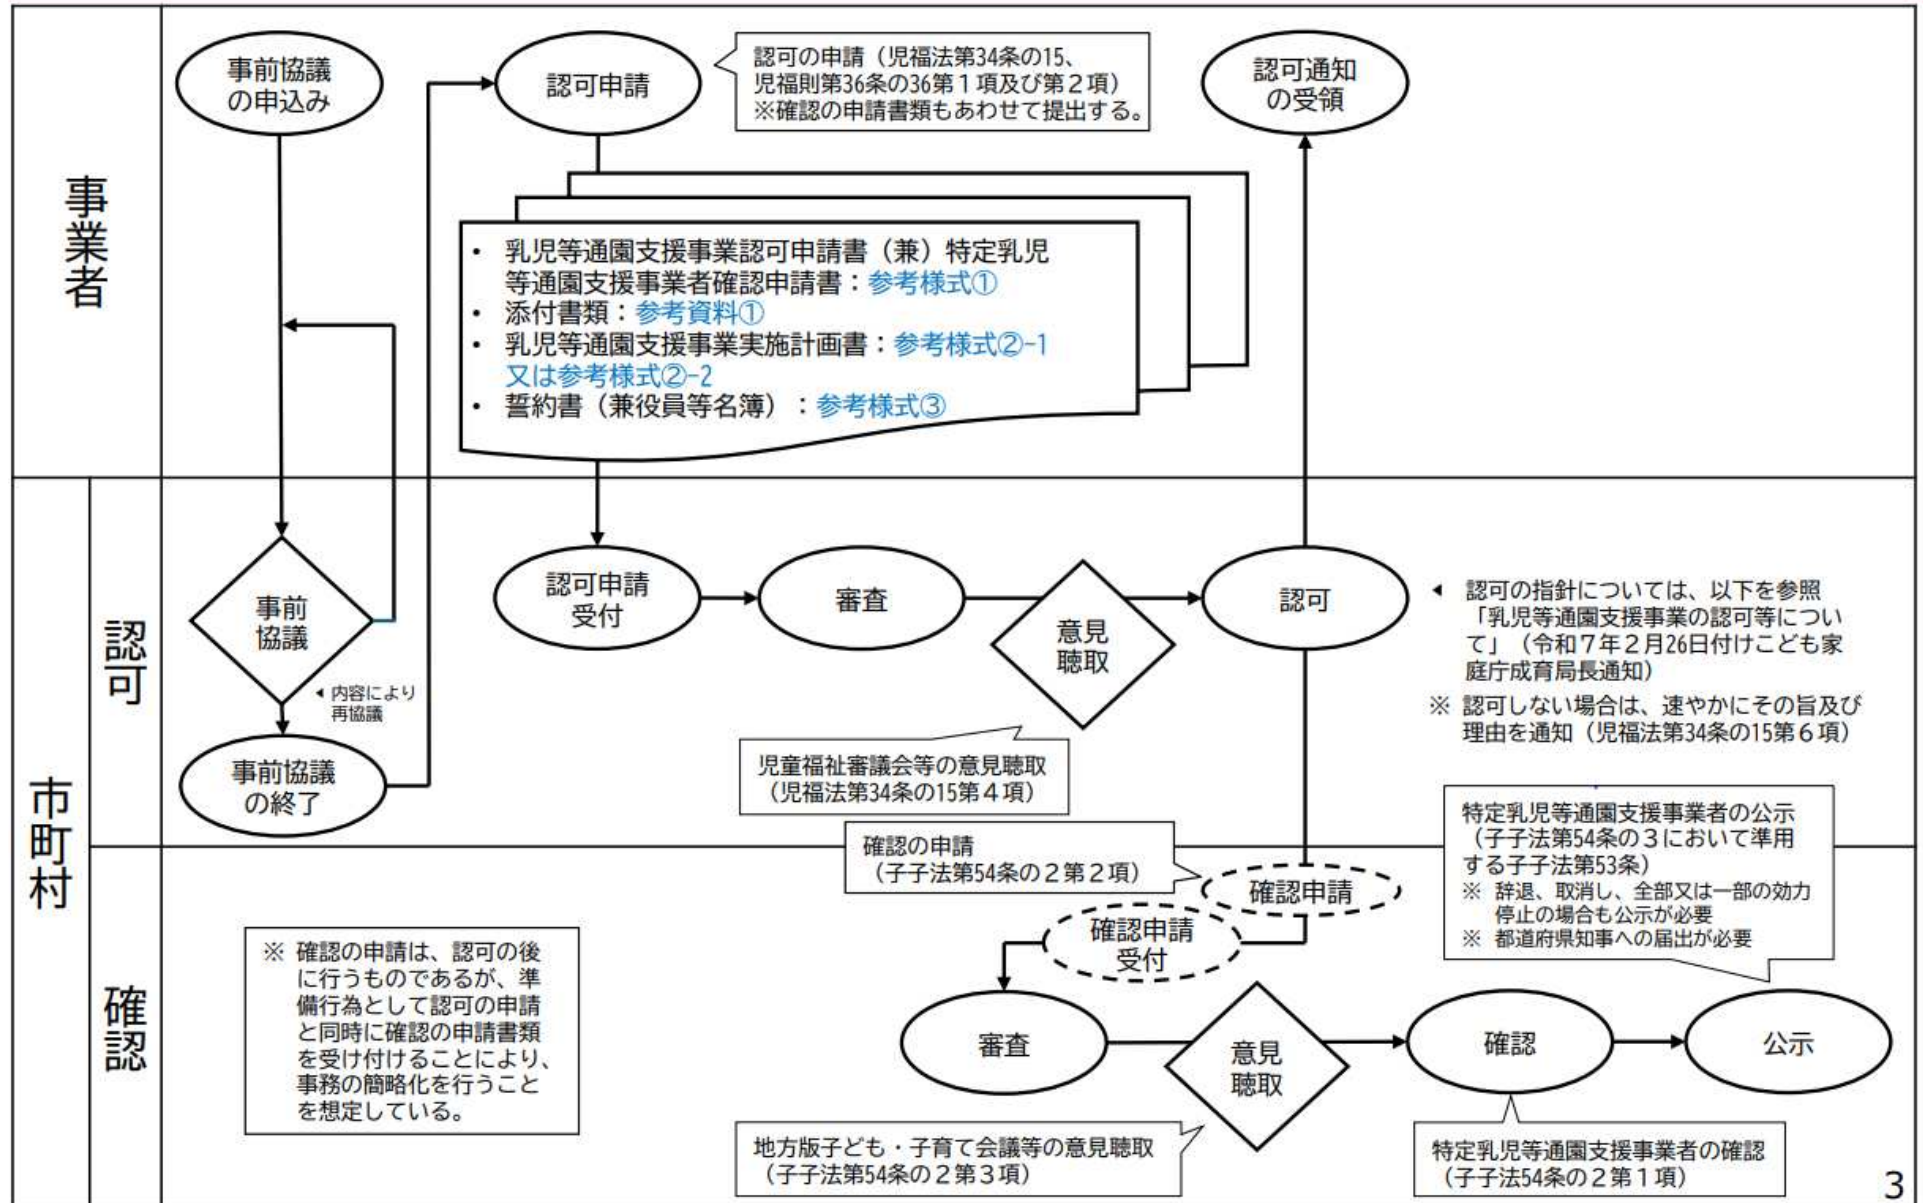 事業者
事前協議
の申込み
認可申請
認可の申請（児福法第34条の15、
児福則第36条の36第１項及び第２項）
※確認の申請書類もあわせて提出する。
認可通知
の受領
・ 乳児等通園支援事業認可申請書（兼）特定乳児
等通園支援事業者確認申請書：参考様式①
・ 添付書類：参考資料①
・ 乳児等通園支援事業実施計画書：参考様式②-1
又は参考様式②-2
・ 誓約書（兼役員等名簿）：参考様式③
市町村
認可
事前
協議
内容により
再協議
事前協議
の終了
認可申請
受付
審査
意見
聴取
児童福祉審議会等の意見聴取
（児福法第34条の15第４項）
認可
認可の指針については、以下を参照
「乳児等通園支援事業の認可等につい
て」（令和７年２月26日付けこども家
庭庁成育局長通知）
※ 認可しない場合は、速やかにその旨及び
理由を通知（児福法第34条の15第６項）
確認
※ 確認の申請は、認可の後
に行うものであるが、準
備行為として認可の申請
と同時に確認の申請書類
を受け付けることにより、
事務の簡略化を行うこと
を想定している。
確認の申請
（子子法第54条の２第２項）
確認申請
確認申請
受付
審査
意見
聴取
地方版子ども・子育て会議等の意見聴取
（子子法第54条の２第３項）
確認
特定乳児等通園支援事業者の確認
（子子法54条の２第１項）
公示
特定乳児等通園支援事業者の公示
（子子法第54条の３において準用
する子子法第53条）
※ 辞退、取消し、全部又は一部の効力
停止の場合も公示が必要
※ 都道府県知事への届出が必要
3